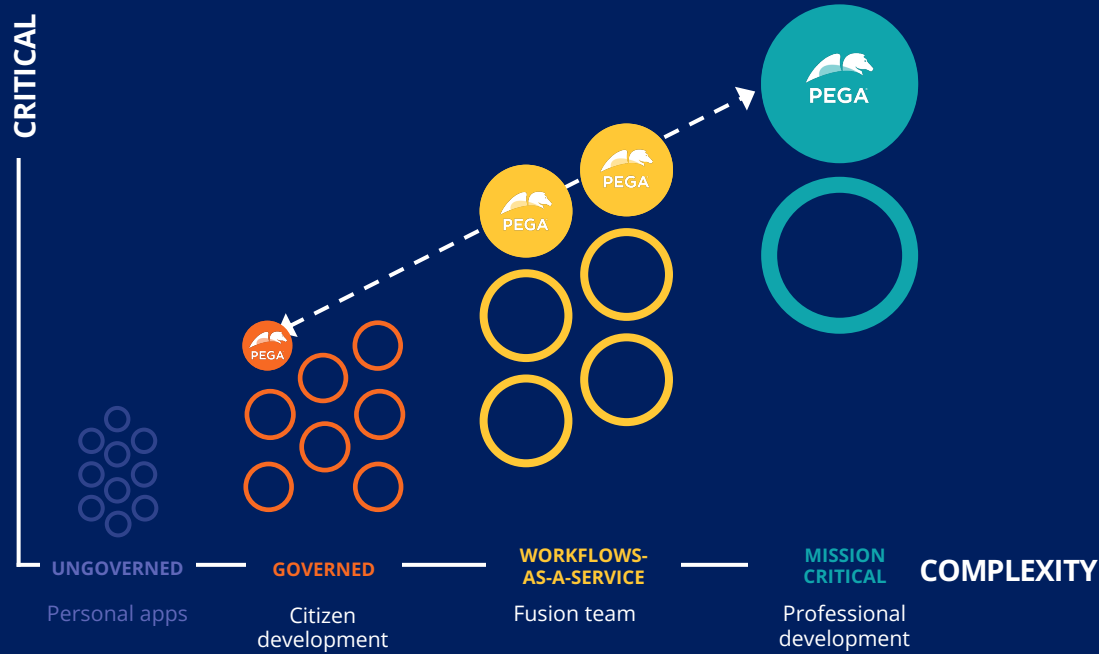 CRITICAL
PEGA
PEGA
PEGA
PEGA
UNGOVERNED
GOVERNED
WORKFLOWS-
AS-A-SERVICE
MISSION
CRITICAL
COMPLEXITY
Personal apps
Citizen
development
Fusion team
Professional
development